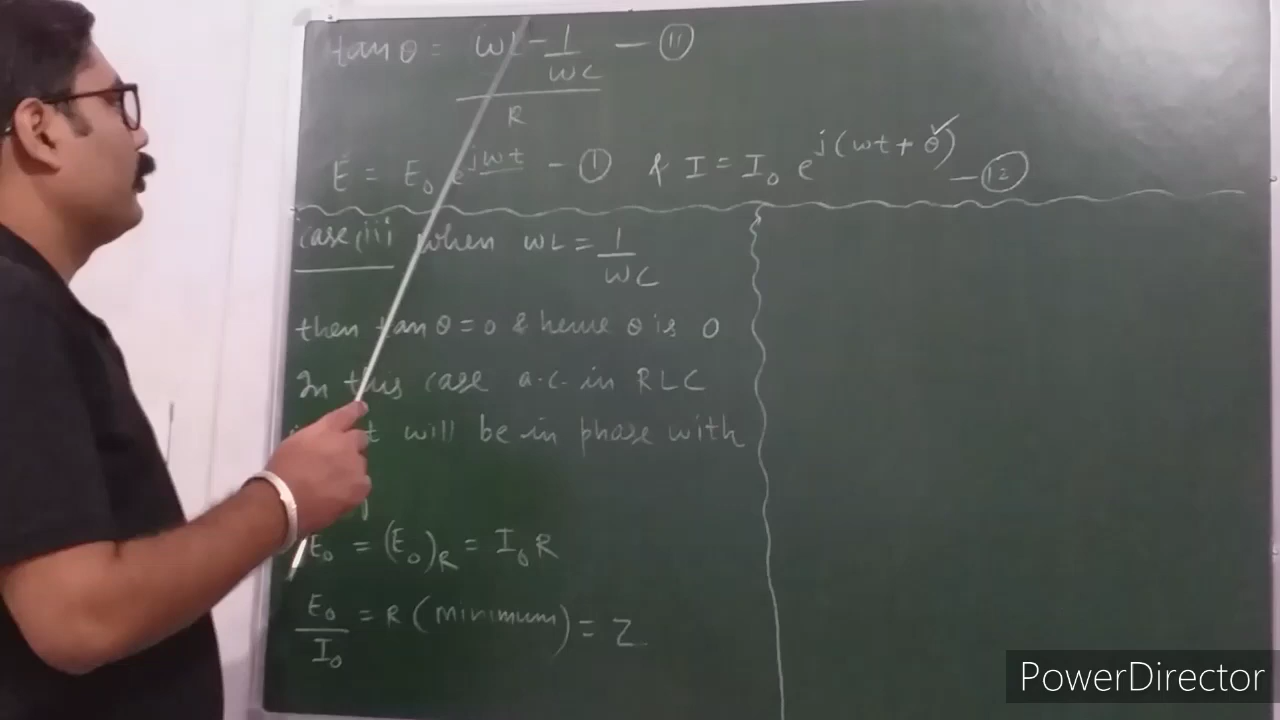 tan θ = ωL - 1/ωC — (11)
R
E = E₀ e^jωt - (1) & I = I₀ e^j(ωt + θ) - (12)
case (iii) when ωL = 1/ωC
then tan θ = 0 & hence θ is 0
In this case a.c. in RLC
will be in phase with
E₀ = (E₀)R = I₀R
E₀/I₀ = R (minimum) = Z
PowerDirector